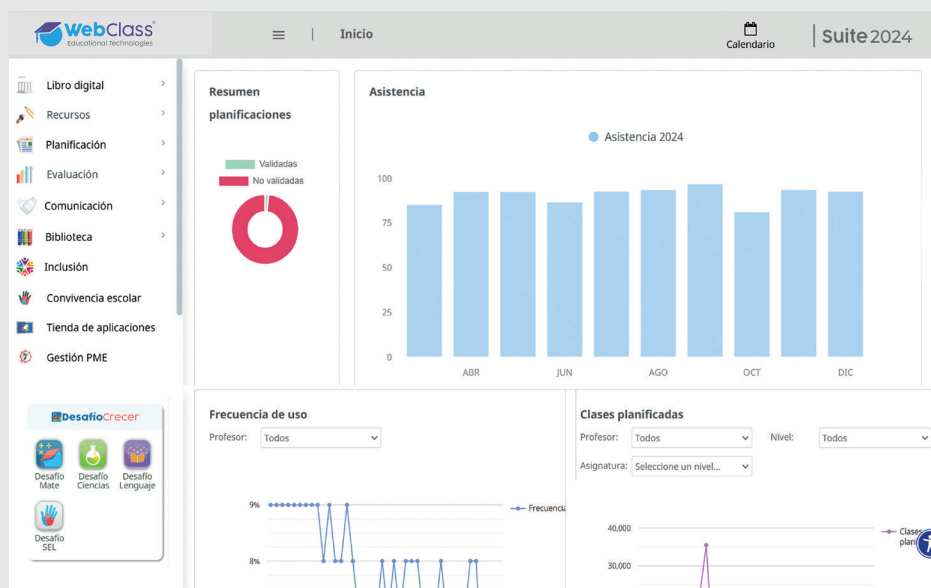 WebClass®
Educational Technologies
Inicio
Calendario
Suite2024
Libro digital
Recursos
Planificación
Evaluación
Comunicación
Biblioteca
Inclusión
Convivencia escolar
Tienda de aplicaciones
Gestión PME
DesafíoCrecer
Desafío
Mate
Desafío
Ciencias
Desafío
Lenguaje
Desafío
SEL
Resumen
planificaciones
Validadas
No validadas
Asistencia
Asistencia 2024
100
75
50
25
0
ABR
JUN
AGO
OCT
DIC
Frecuencia de uso
Profesor: Todos
9%
8%
Frecuencia
Clases planificadas
Profesor: Todos Nivel: Todos
Asignatura: Seleccione un nivel...
40,000
30,000
Clases
plan